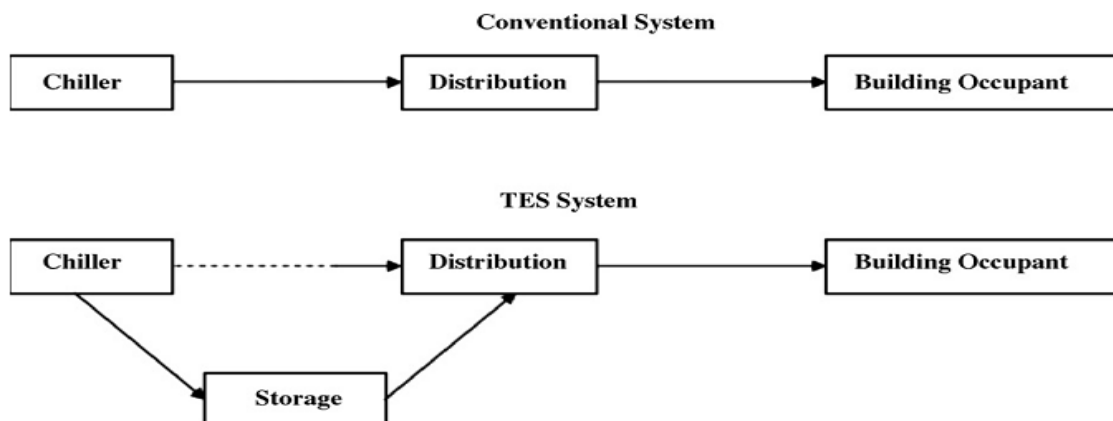 Conventional System
Chiller Distribution Building Occupant
TES System
Chiller Distribution Building Occupant
Storage